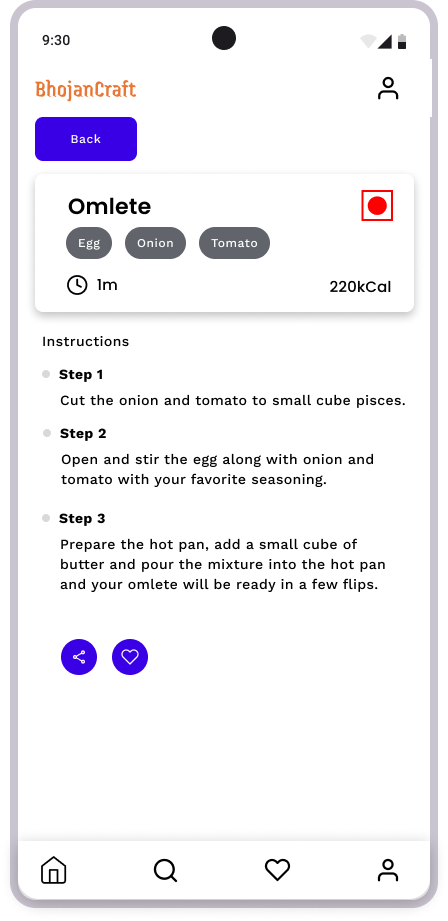 9:30
BhojanCraft
Back
Omlete
Egg Onion Tomato
1m 220kCal
Instructions
Step 1
Cut the onion and tomato to small cube pisces.
Step 2
Open and stir the egg along with onion and
tomato with your favorite seasoning.
Step 3
Prepare the hot pan, add a small cube of
butter and pour the mixture into the hot pan
and your omlete will be ready in a few flips.